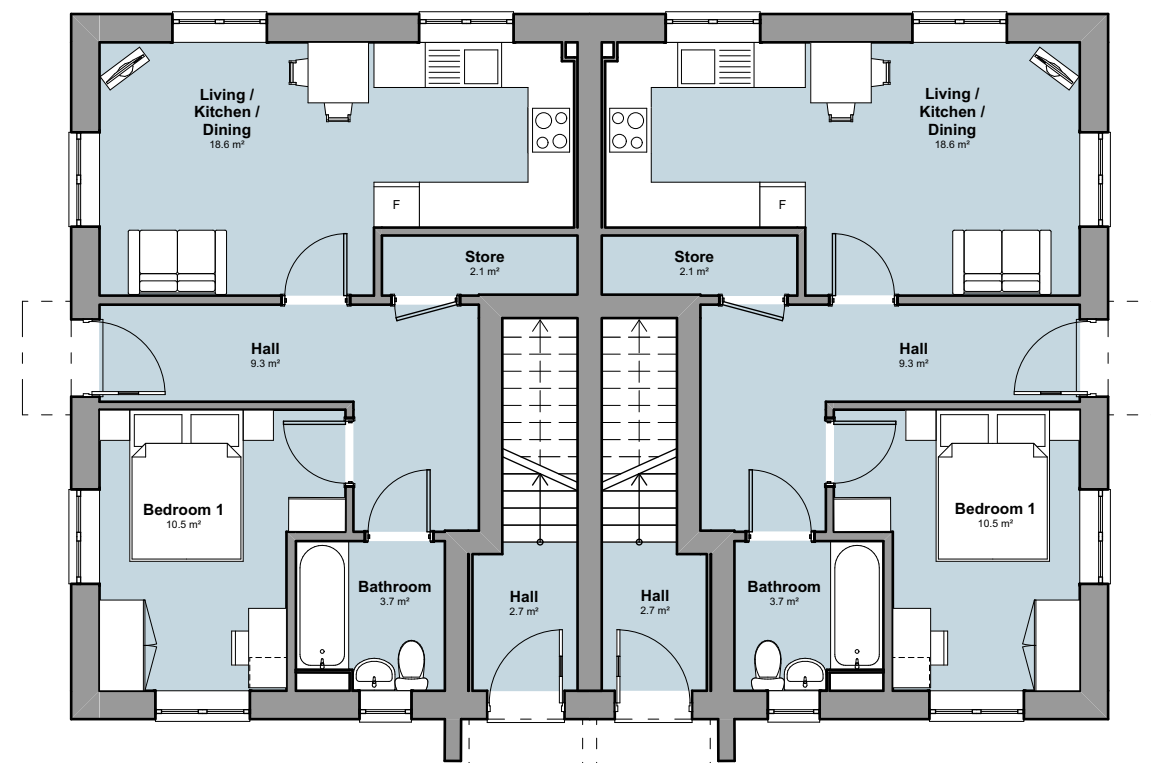 Living /
Kitchen /
Dining
18.6 m²
F
Store
2.1 m²
Hall
9.3 m²
Bedroom 1
10.5 m²
Bathroom
3.7 m²
Hall
2.7 m²
Living /
Kitchen /
Dining
18.6 m²
F
Store
2.1 m²
Hall
9.3 m²
Bedroom 1
10.5 m²
Bathroom
3.7 m²
Hall
2.7 m²